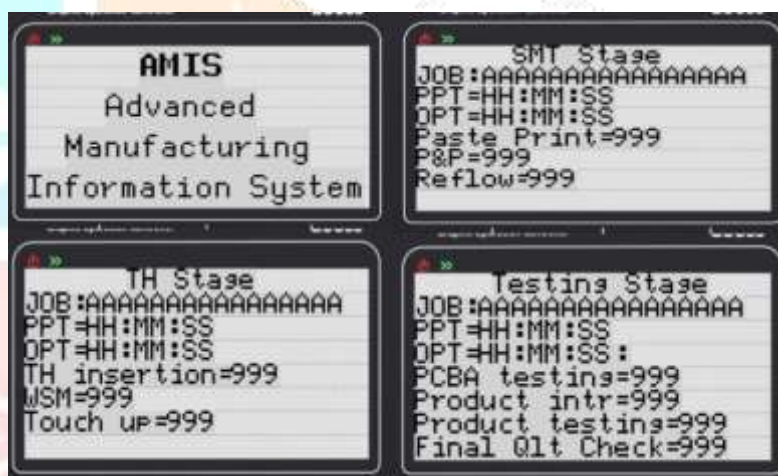 AMIS
Advanced
Manufacturing
Information System
SMT Stage
JOB:AAAAAAAAAAAAAAAA
PPT=HH:MM:SS
OPT=HH:MM:SS
Paste Print=999
P&P=999
Reflow=999
TH Stage
JOB:AAAAAAAAAAAAAAAA
PPT=HH:MM:SS
OPT=HH:MM:SS
TH insertion=999
WSM=999
Touch up=999
Testing Stage
JOB:AAAAAAAAAAAAAAAA
PPT=HH:MM:SS
OPT=HH:MM:SS:
PCBA testing=999
Product intr=999
Product testing=999
Final Qlt Check=999